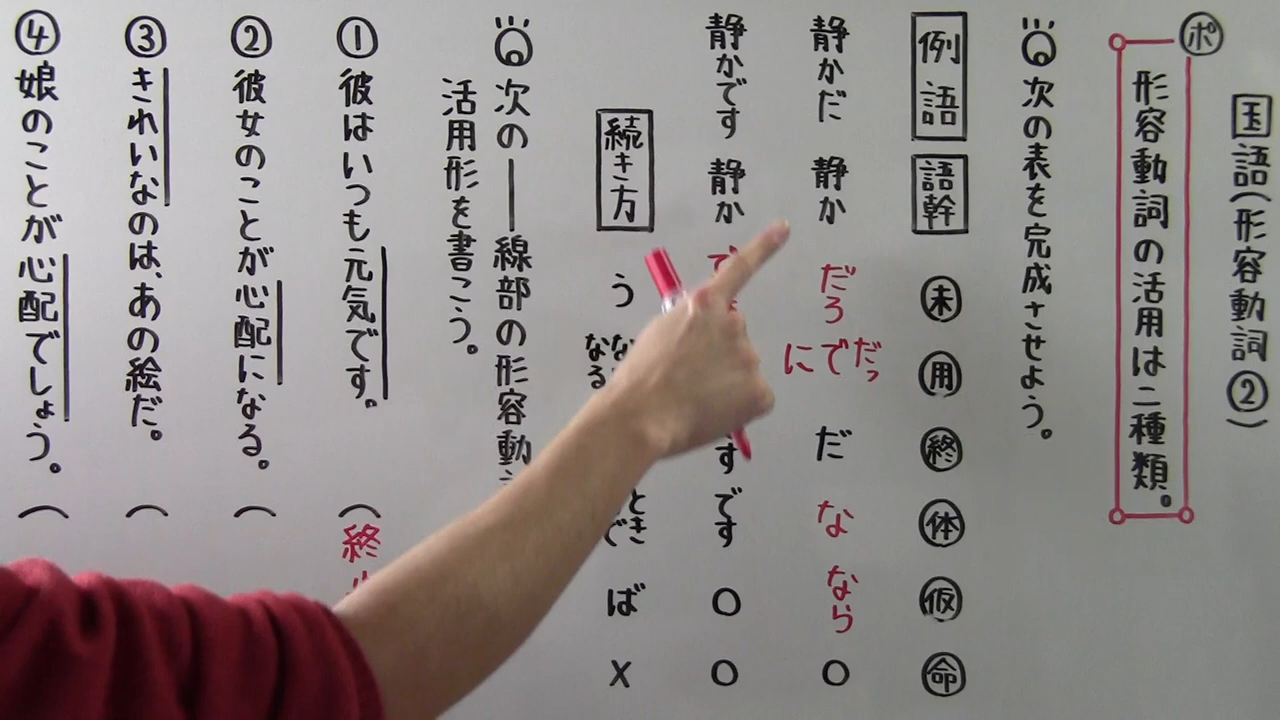 国語(形容動詞②)
ポ
形容動詞の活用は二種類。
次の表を完成させよう。
例語 語幹 未 用 終 体 仮 命
静かだ 静か だろ だっ で に だ な なら ○
静かです 静か です ○ ○
続き方 う なる ば ×
次の――線部の形容動
活用形を書こう。
①彼はいつも元気です。(終
②彼女のことが心配になる。(
③きれいなのは、あの絵だ。(
④娘のことが心配でしょう。(